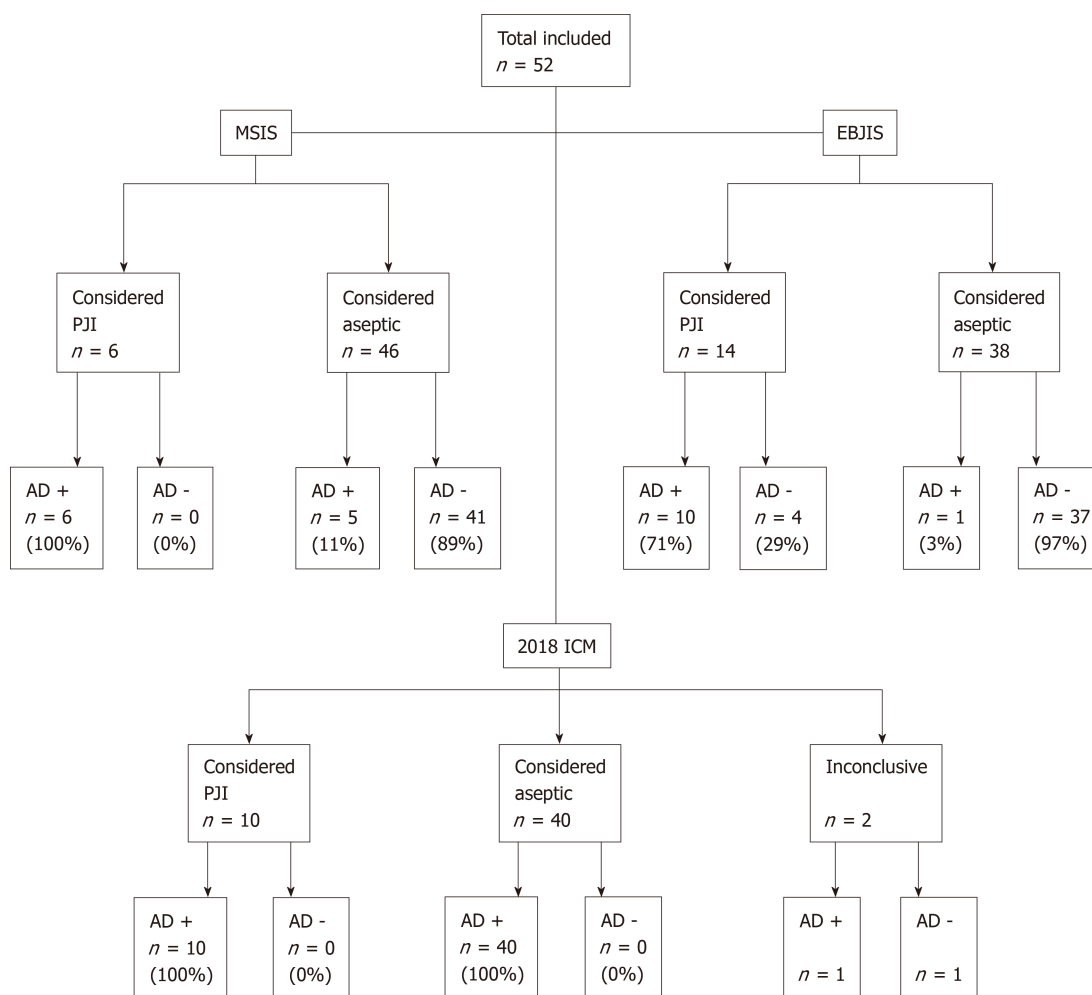 Total included
n = 52
MSIS
EBJIS
Considered
PJI
n = 6
Considered
aseptic
n = 46
Considered
PJI
n = 14
Considered
aseptic
n = 38
AD +
n = 6
(100%)
AD -
n = 0
(0%)
AD +
n = 5
(11%)
AD -
n = 41
(89%)
AD +
n = 10
(71%)
AD -
n = 4
(29%)
AD +
n = 1
(3%)
AD -
n = 37
(97%)
2018 ICM
Considered
PJI
n = 10
Considered
aseptic
n = 40
Inconclusive
n = 2
AD +
n = 10
(100%)
AD -
n = 0
(0%)
AD +
n = 40
(100%)
AD -
n = 0
(0%)
AD +
n = 1
AD -
n = 1